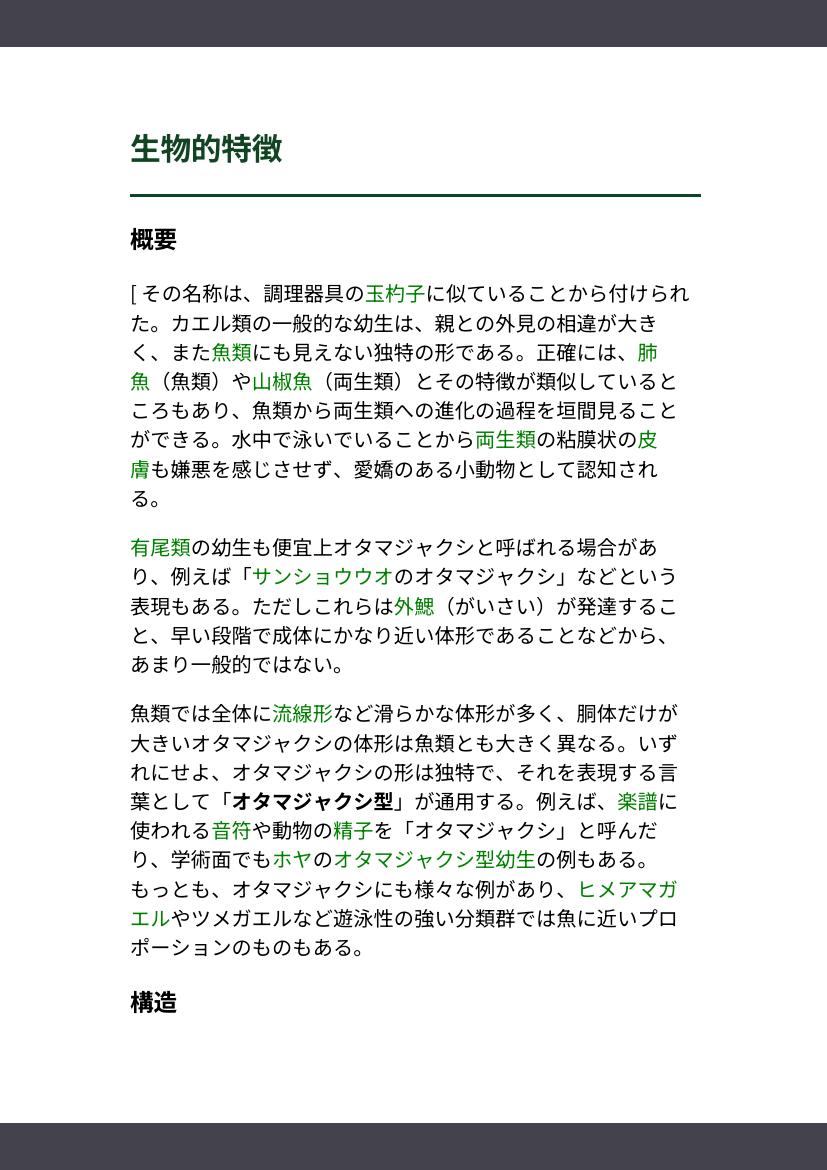 生物的特徴
概要
[ その名称は、調理器具の玉杓子に似ていることから付けられ
た。カエル類の一般的な幼生は、親との外見の相違が大き
く、また魚類にも見えない独特の形である。正確には、肺
魚（魚類）や山椒魚（両生類）とその特徴が類似していると
ころもあり、魚類から両生類への進化の過程を垣間見ること
ができる。水中で泳いでいることから両生類の粘膜状の皮
膚も嫌悪を感じさせず、愛嬌のある小動物として認知され
る。
有尾類の幼生も便宜上オタマジャクシと呼ばれる場合があ
り、例えば「サンショウウオのオタマジャクシ」などという
表現もある。ただしこれらは外鰓（がいさい）が発達するこ
と、早い段階で成体にかなり近い体形であることなどから、
あまり一般的ではない。
魚類では全体に流線形など滑らかな体形が多く、胴体だけが
大きいオタマジャクシの体形は魚類とも大きく異なる。いず
れにせよ、オタマジャクシの形は独特で、それを表現する言
葉として「オタマジャクシ型」が通用する。例えば、楽譜に
使われる音符や動物の精子を「オタマジャクシ」と呼んだ
り、学術面でもホヤのオタマジャクシ型幼生の例もある。
もっとも、オタマジャクシにも様々な例があり、ヒメアマガ
エルやツメガエルなど遊泳性の強い分類群では魚に近いプロ
ポーションのものもある。
構造